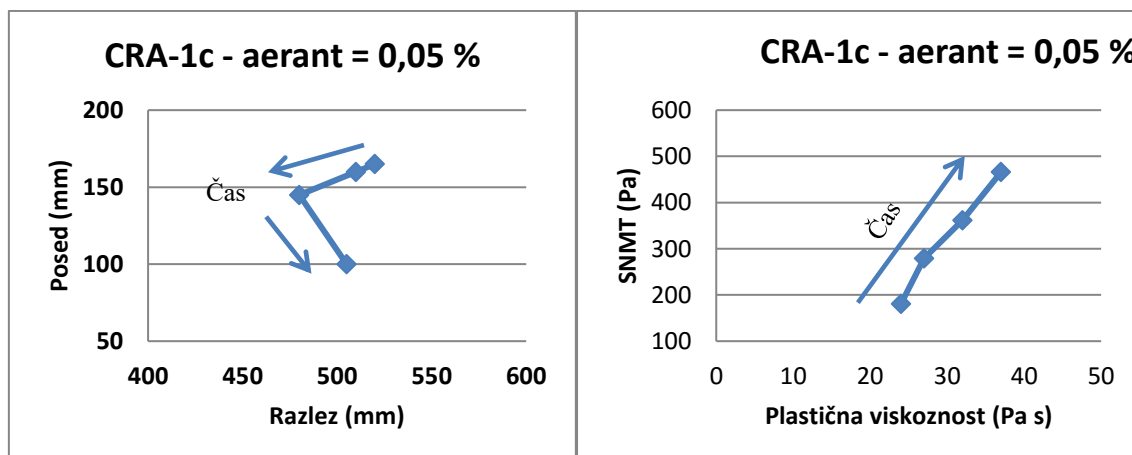 CRA-1c - aerant = 0,05 %
200
150
100
50
Posed (mm)
Čas
400 450 500 550 600
Razlez (mm)
CRA-1c - aerant = 0,05 %
600
500
400
300
200
100
SNMT (Pa)
Čas
0 10 20 30 40 50
Plastična viskoznost (Pa s)